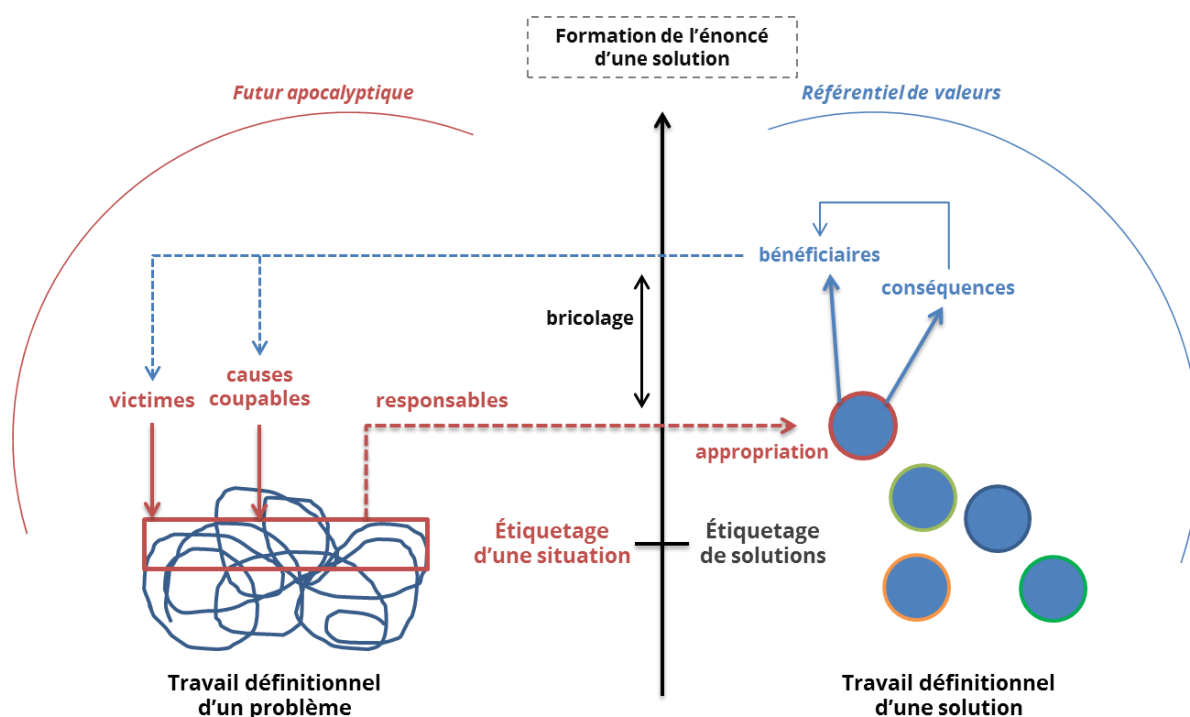 Formation de l’énoncé
d’une solution
Futur apocalyptique
Référentiel de valeurs
bénéficiaires
conséquences
bricolage
causes
coupables
victimes
responsables
appropriation
Étiquetage
d’une situation
Étiquetage
de solutions
Travail définitionnel
d’un problème
Travail définitionnel
d’une solution